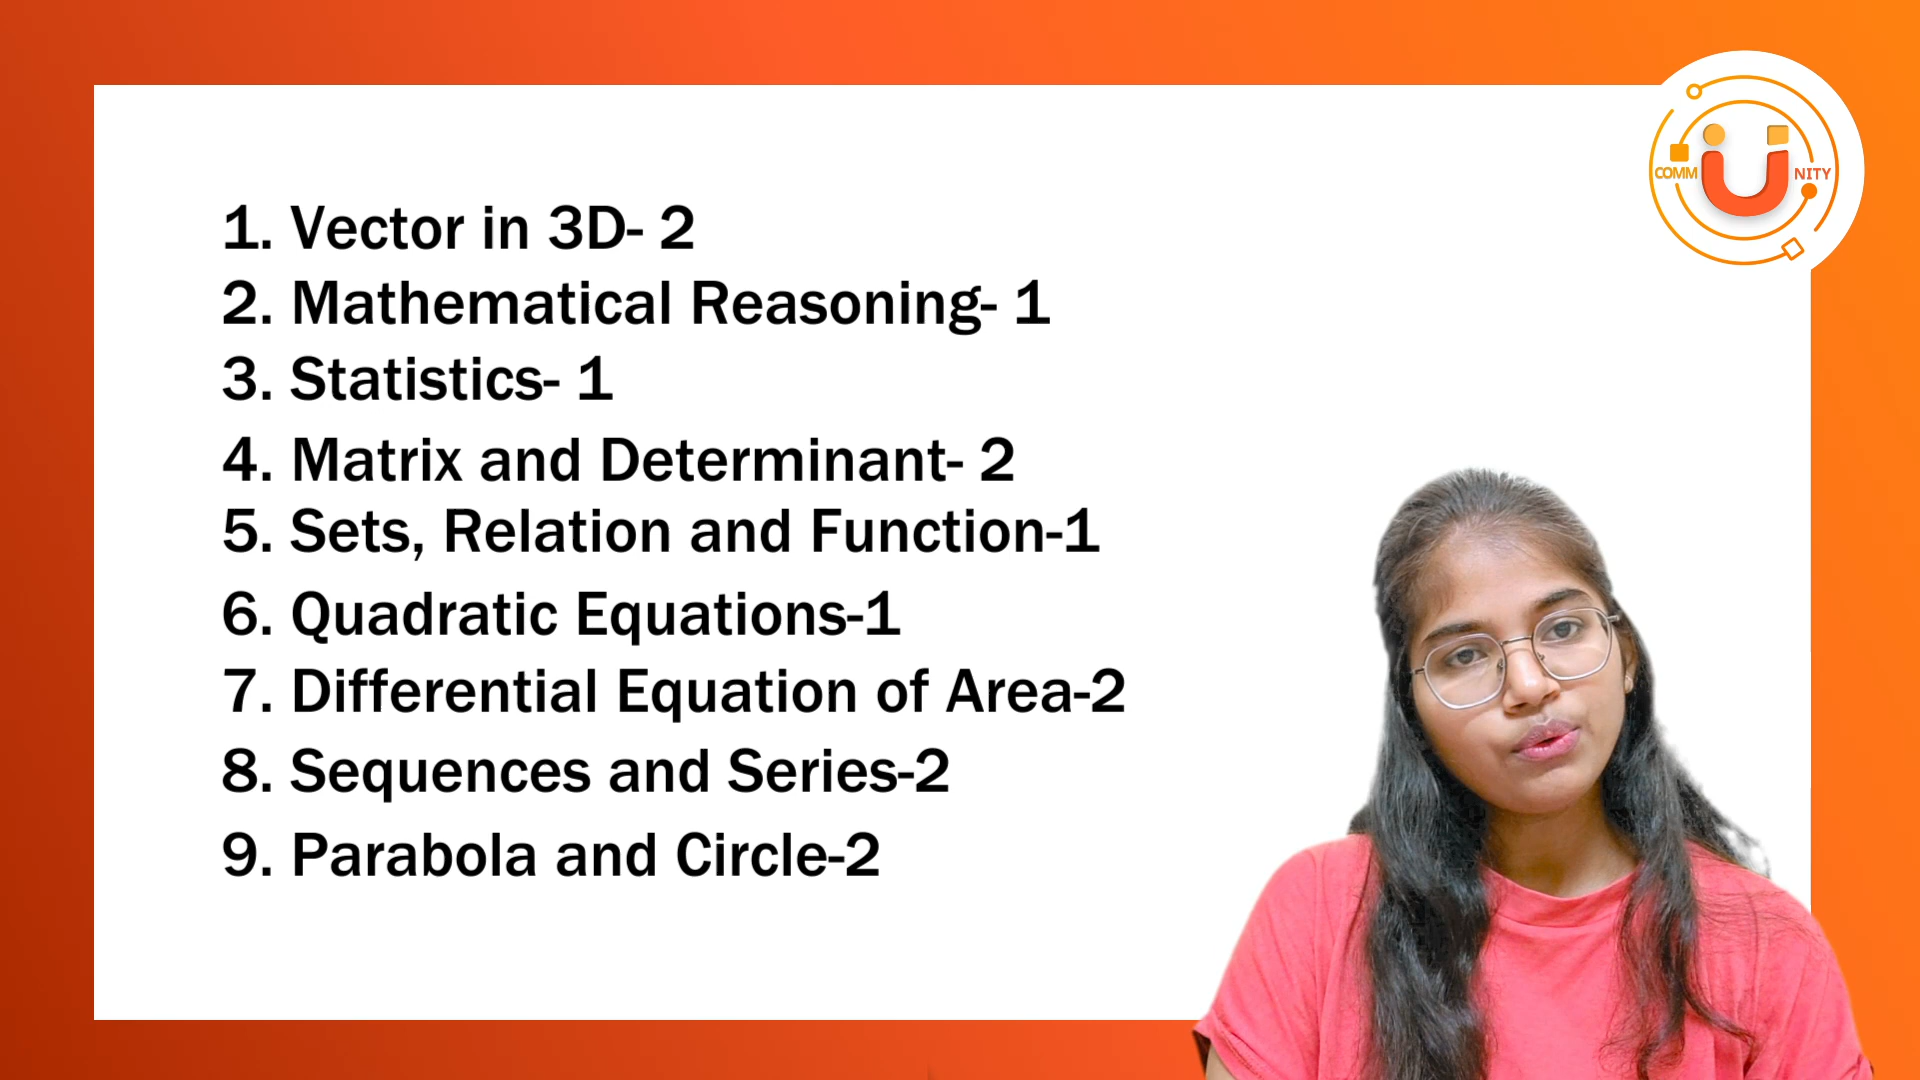 COMM U NITY
1. Vector in 3D- 2
2. Mathematical Reasoning- 1
3. Statistics- 1
4. Matrix and Determinant- 2
5. Sets, Relation and Function-1
6. Quadratic Equations-1
7. Differential Equation of Area-2
8. Sequences and Series-2
9. Parabola and Circle-2